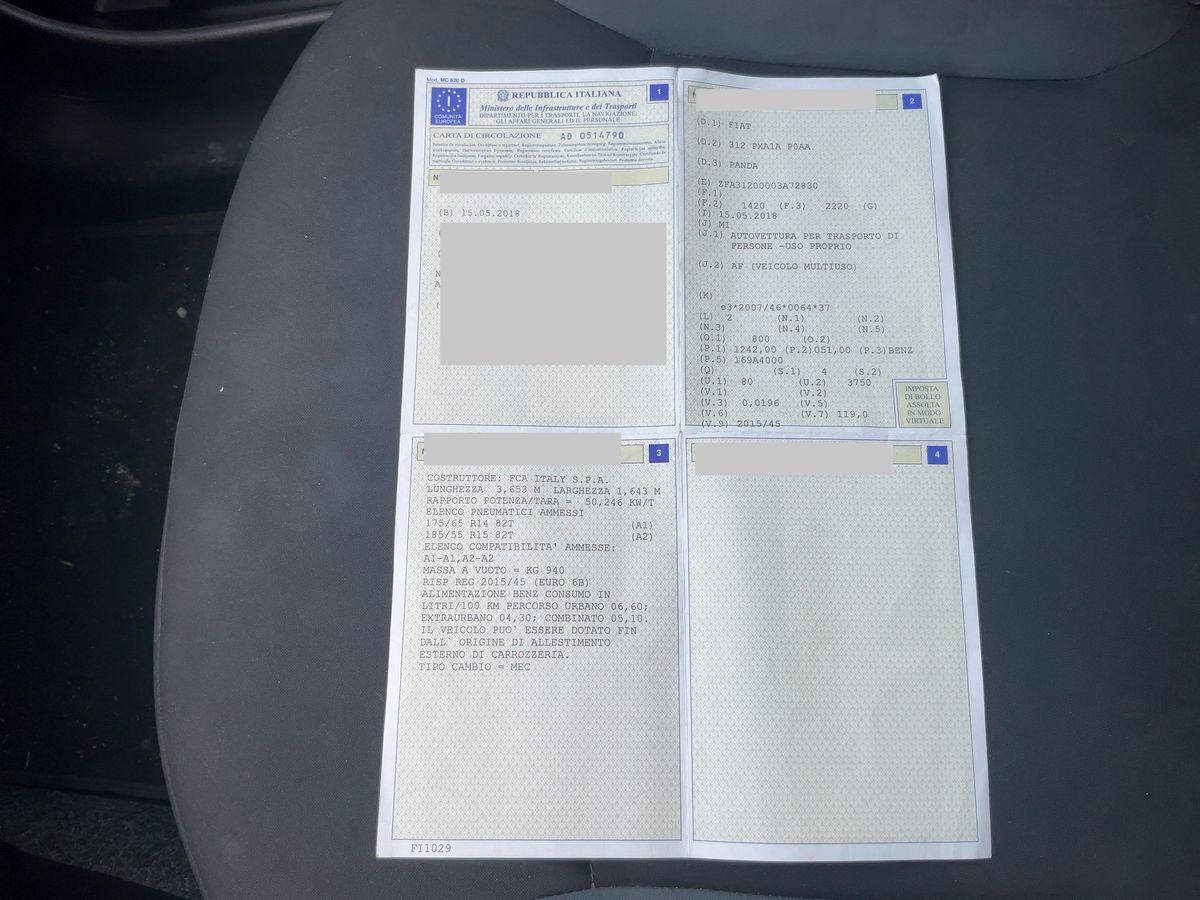 Mod. MC 820 D
REPUBBLICA ITALIANA
1
Ministero delle Infrastrutture e dei Trasporti
DIPARTIMENTO PER I TRASPORTI, LA NAVIGAZIONE,
GLI AFFARI GENERALI ED IL PERSONALE
I
COMUNITÀ
EUROPEA
CARTA DI CIRCOLAZIONE AD 0514790
(B) 15.05.2018
2
(D.1) FIAT
(D.2) 312 PXA1A P0AA
(D.3) PANDA
(E) ZFA31200003A72830
(F.1)
(F.2) 1420 (F.3) 2220 (G)
(I) 15.05.2018
(J) M1
(J.1) AUTOVETTURA PER TRASPORTO DI
PERSONE -USO PROPRIO
(J.2) AF (VEICOLO MULTIUSO)
(K)
e3*2007/46*0064*37
(L) 2 (N.1) (N.2)
(N.3) (N.4) (N.5)
(O.1) 800 (O.2)
(P.1) 1242,00 (P.2)051,00 (P.3)BENZ
(P.5) 169A4000
(Q) (S.1) 4 (S.2)
(U.1) 80 (U.2) 3750
(V.1) (V.2)
(V.3) 0,0196 (V.5)
(V.6) (V.7) 119,0
(V.9) 2015/45
IMPOSTA
DI BOLLO
ASSOLTA
IN MODO
VIRTUALE
3
COSTRUTTORE: FCA ITALY S.P.A.
LUNGHEZZA 3,653 M LARGHEZZA 1,643 M
RAPPORTO POTENZA/TARA = 50,246 KW/T
ELENCO PNEUMATICI AMMESSI
175/65 R14 82T (A1)
185/55 R15 82T (A2)
ELENCO COMPATIBILITA' AMMESSE:
A1-A1,A2-A2
MASSA A VUOTO = KG 940
RISP REG 2015/45 (EURO 6B)
ALIMENTAZIONE BENZ CONSUMO IN
LITRI/100 KM PERCORSO URBANO 06,60;
EXTRAURBANO 04,30; COMBINATO 05,10.
IL VEICOLO PUO` ESSERE DOTATO FIN
DALL` ORIGINE DI ALLESTIMENTO
ESTERNO DI CARROZZERIA.
TIPO CAMBIO = MEC
4
FI1029